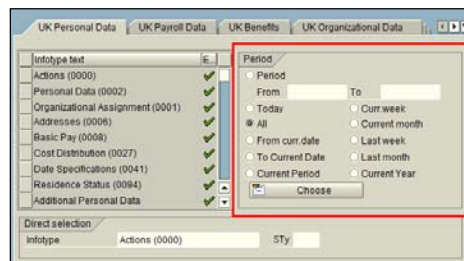 UK Personal Data UK Payroll Data UK Benefits UK Organizational Data
Infotype text E..
Actions (0000)
Personal Data (0002)
Organizational Assignment (0001)
Addresses (0006)
Basic Pay (0008)
Cost Distribution (0027)
Date Specifications (0041)
Residence Status (0094)
Additional Personal Data
Period
Period
From To
Today Curr.week
All Current month
From curr.date Last week
To Current Date Last month
Current Period Current Year
Choose
Direct selection
Infotype Actions (0000) STy